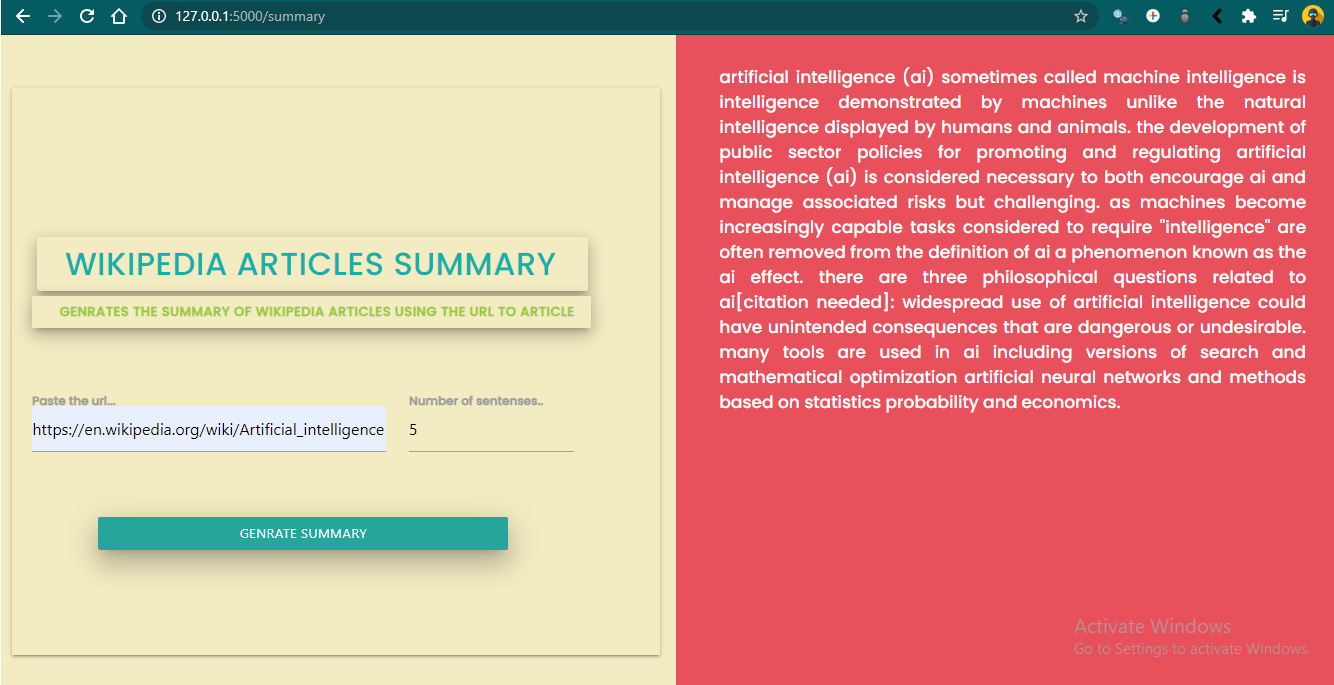 127.0.0.1:5000/summary
WIKIPEDIA ARTICLES SUMMARY
GENRATES THE SUMMARY OF WIKIPEDIA ARTICLES USING THE URL TO ARTICLE
Paste the url...
https://en.wikipedia.org/wiki/Artificial_intelligence
Number of sentenses..
5
GENRATE SUMMARY
artificial intelligence (ai) sometimes called machine intelligence is
intelligence demonstrated by machines unlike the natural
intelligence displayed by humans and animals. the development of
public sector policies for promoting and regulating artificial
intelligence (ai) is considered necessary to both encourage ai and
manage associated risks but challenging. as machines become
increasingly capable tasks considered to require "intelligence" are
often removed from the definition of ai a phenomenon known as the
ai effect. there are three philosophical questions related to
ai[citation needed]: widespread use of artificial intelligence could
have unintended consequences that are dangerous or undesirable.
many tools are used in ai including versions of search and
mathematical optimization artificial neural networks and methods
based on statistics probability and economics.
Activate Windows
Go to Settings to activate Windows.